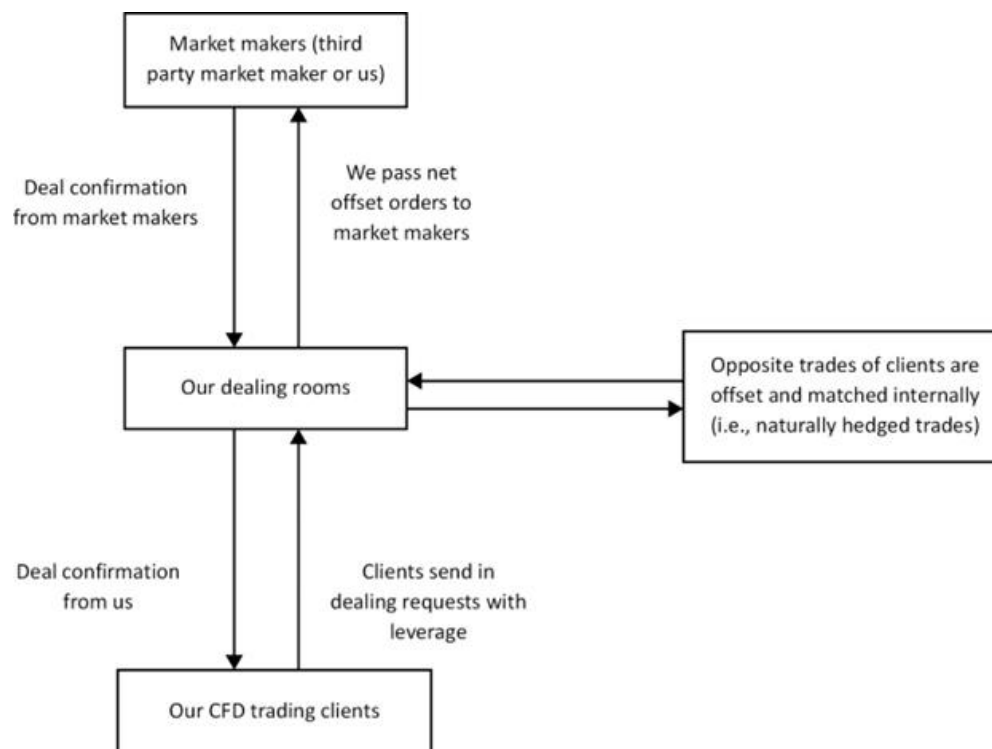 Market makers (third
party market maker or us)
Deal confirmation
from market makers
We pass net
offset orders to
market makers
Our dealing rooms
Opposite trades of clients are
offset and matched internally
(i.e., naturally hedged trades)
Deal confirmation
from us
Clients send in
dealing requests with
leverage
Our CFD trading clients